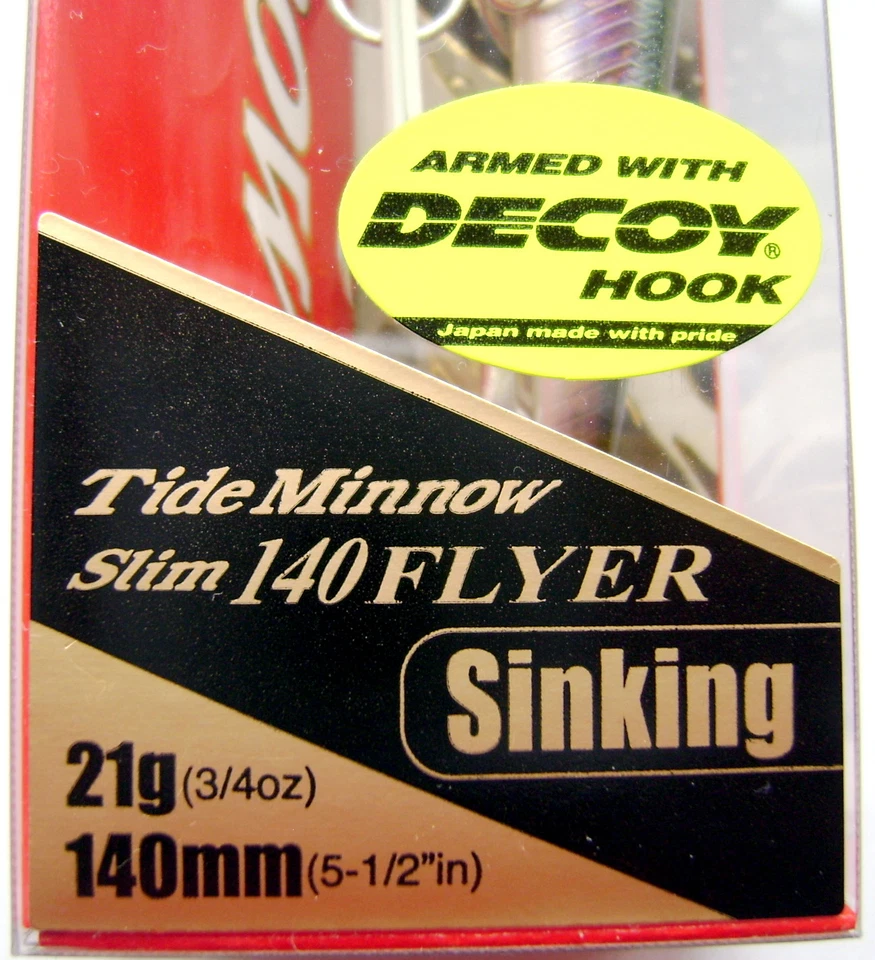 ARMED WITH
DECOY®
HOOK
Japan made with pride
Tide Minnow
Slim 140 FLYER
Sinking
21g (3/4oz)
140mm (5-1/2”in)